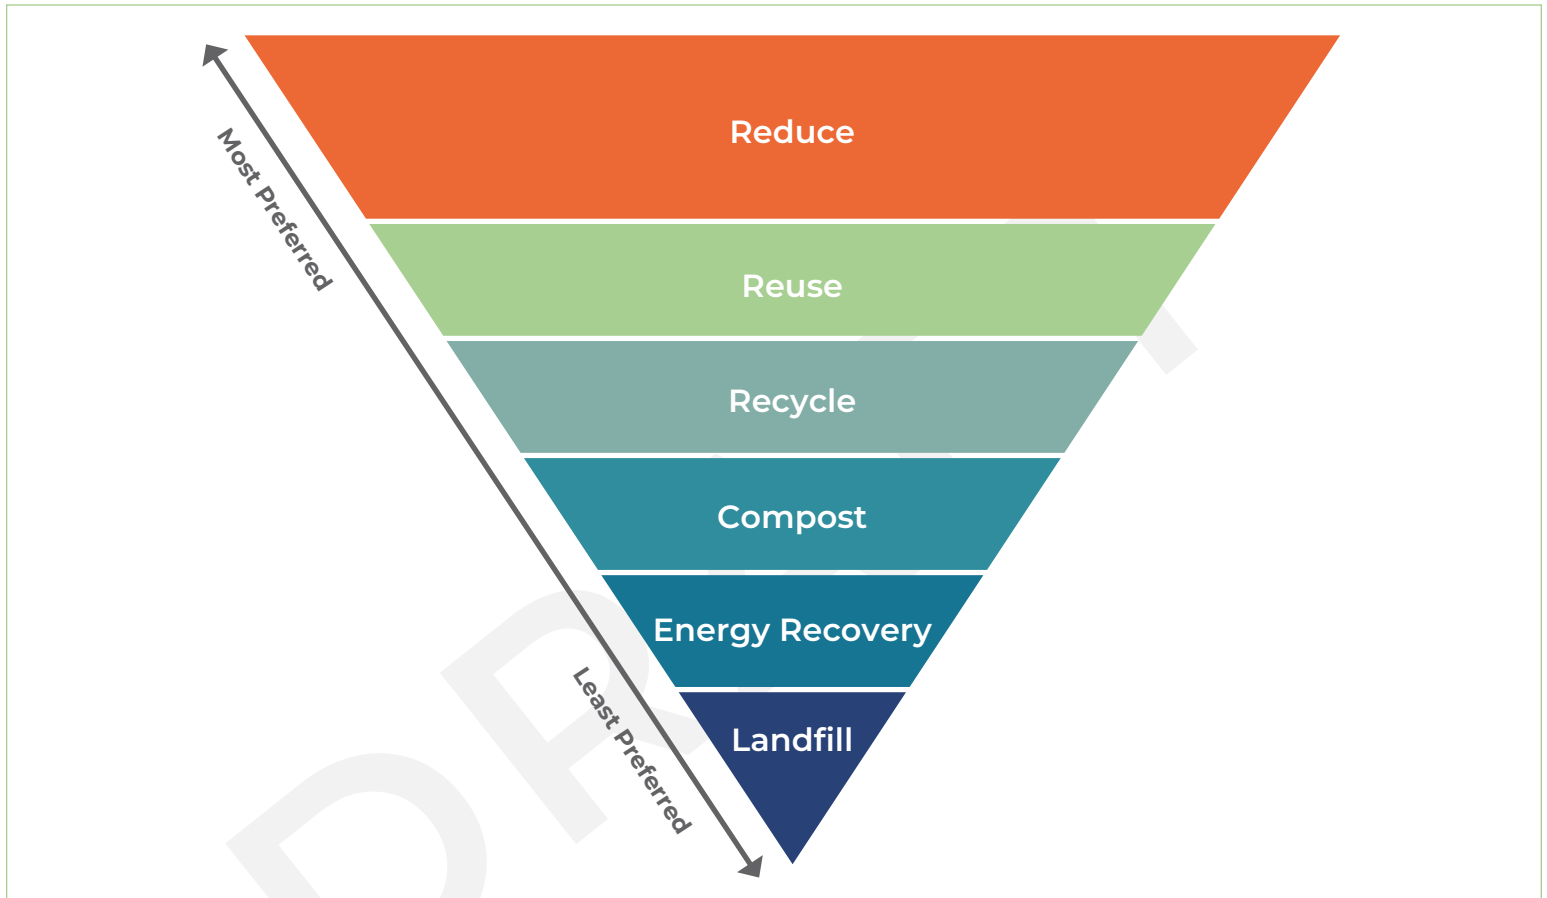 Most Preferred
Reduce
Reuse
Recycle
Compost
Energy Recovery
Least Preferred
Landfill